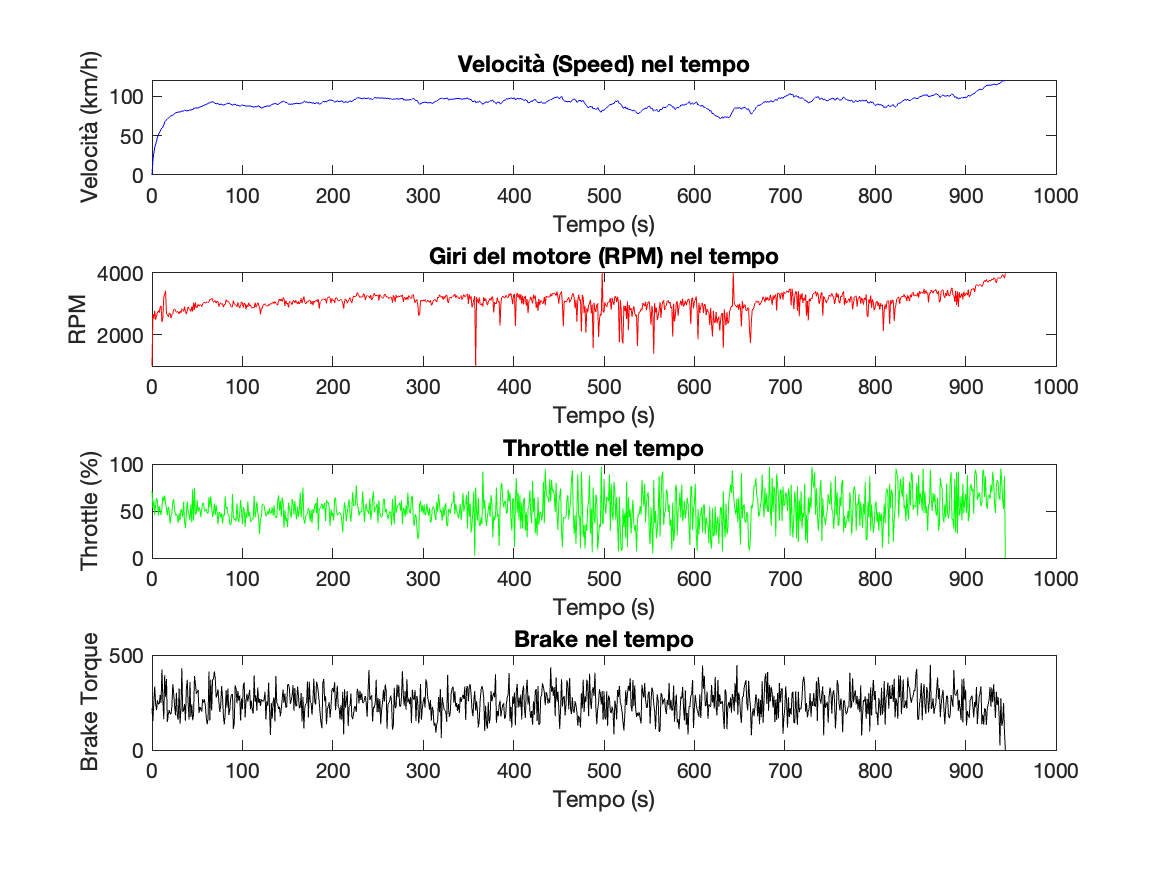 Velocità (Speed) nel tempo
Velocità (km/h)
100
50
0
0 100 200 300 400 500 600 700 800 900 1000
Tempo (s)
Giri del motore (RPM) nel tempo
RPM
4000
2000
0 100 200 300 400 500 600 700 800 900 1000
Tempo (s)
Throttle nel tempo
Throttle (%)
100
50
0
0 100 200 300 400 500 600 700 800 900 1000
Tempo (s)
Brake nel tempo
Brake Torque
500
0
0 100 200 300 400 500 600 700 800 900 1000
Tempo (s)